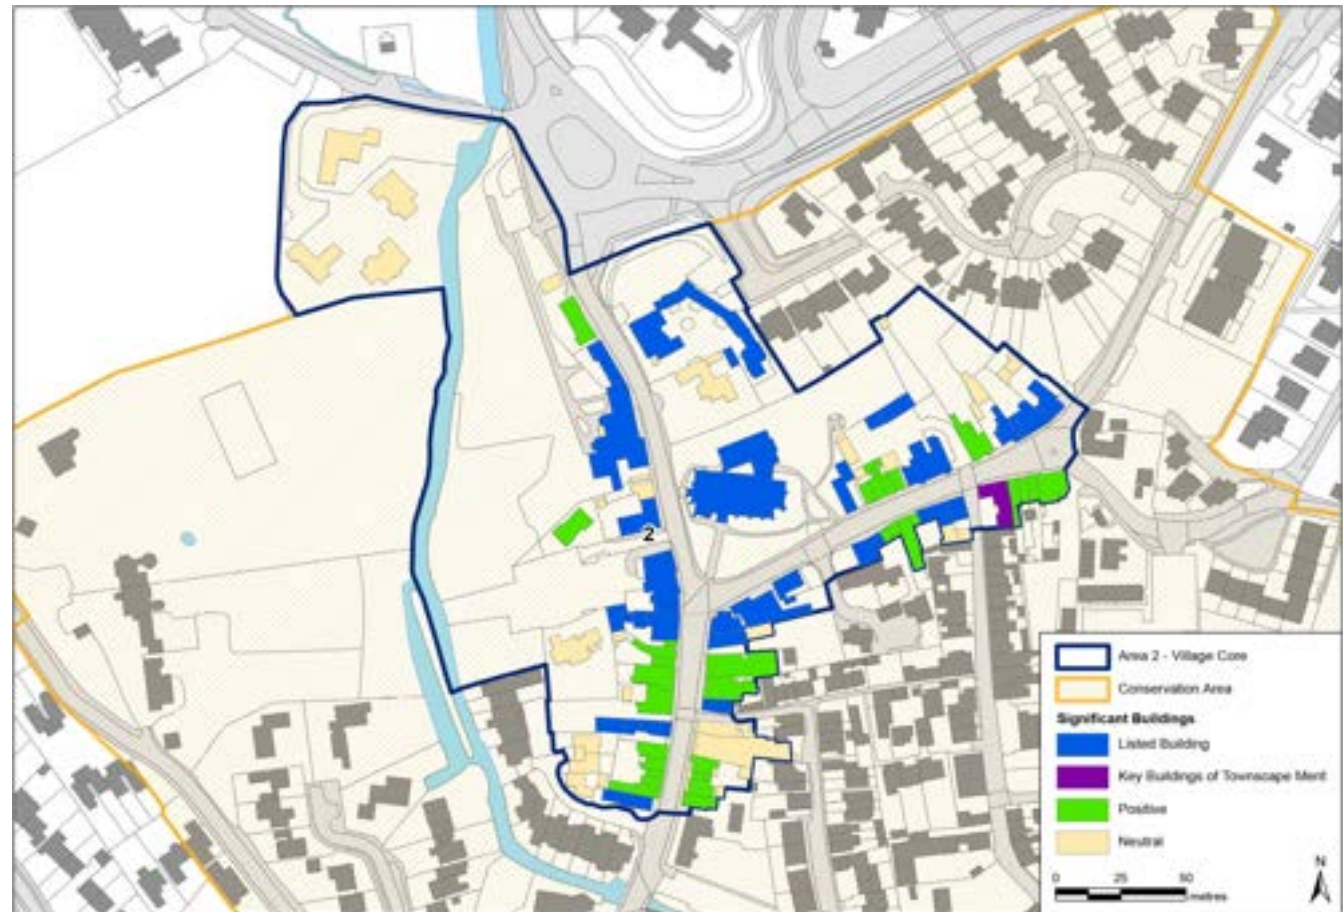 2
Area 2 - Village Core
Conservation Area
Significant Buildings
Listed Building
Key Buildings of Townscape Merit
Positive
Neutral
N
0 25 50
metres